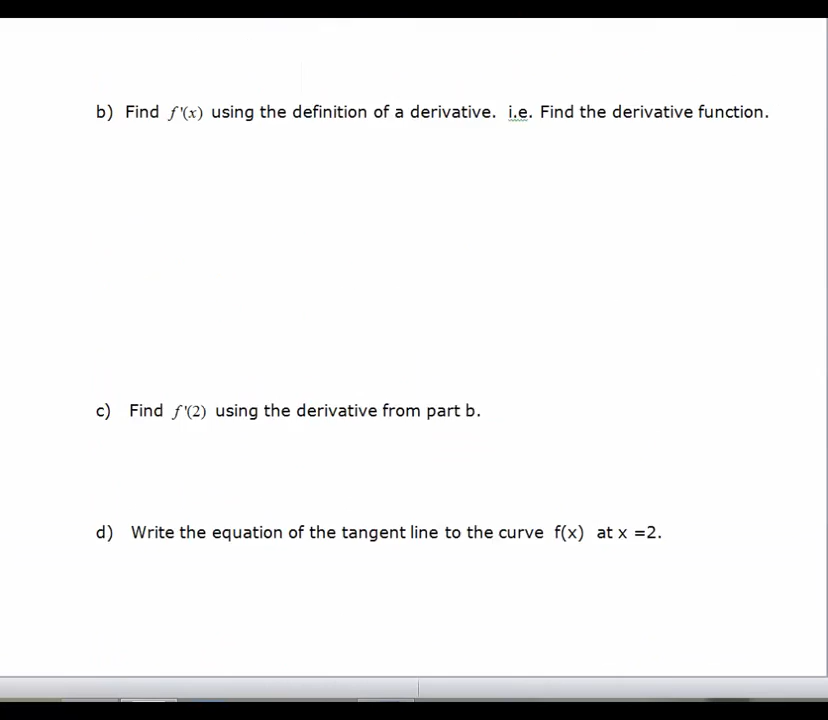 b) Find f'(x) using the definition of a derivative. i.e. Find the derivative function.
c) Find f'(2) using the derivative from part b.
d) Write the equation of the tangent line to the curve f(x) at x =2.